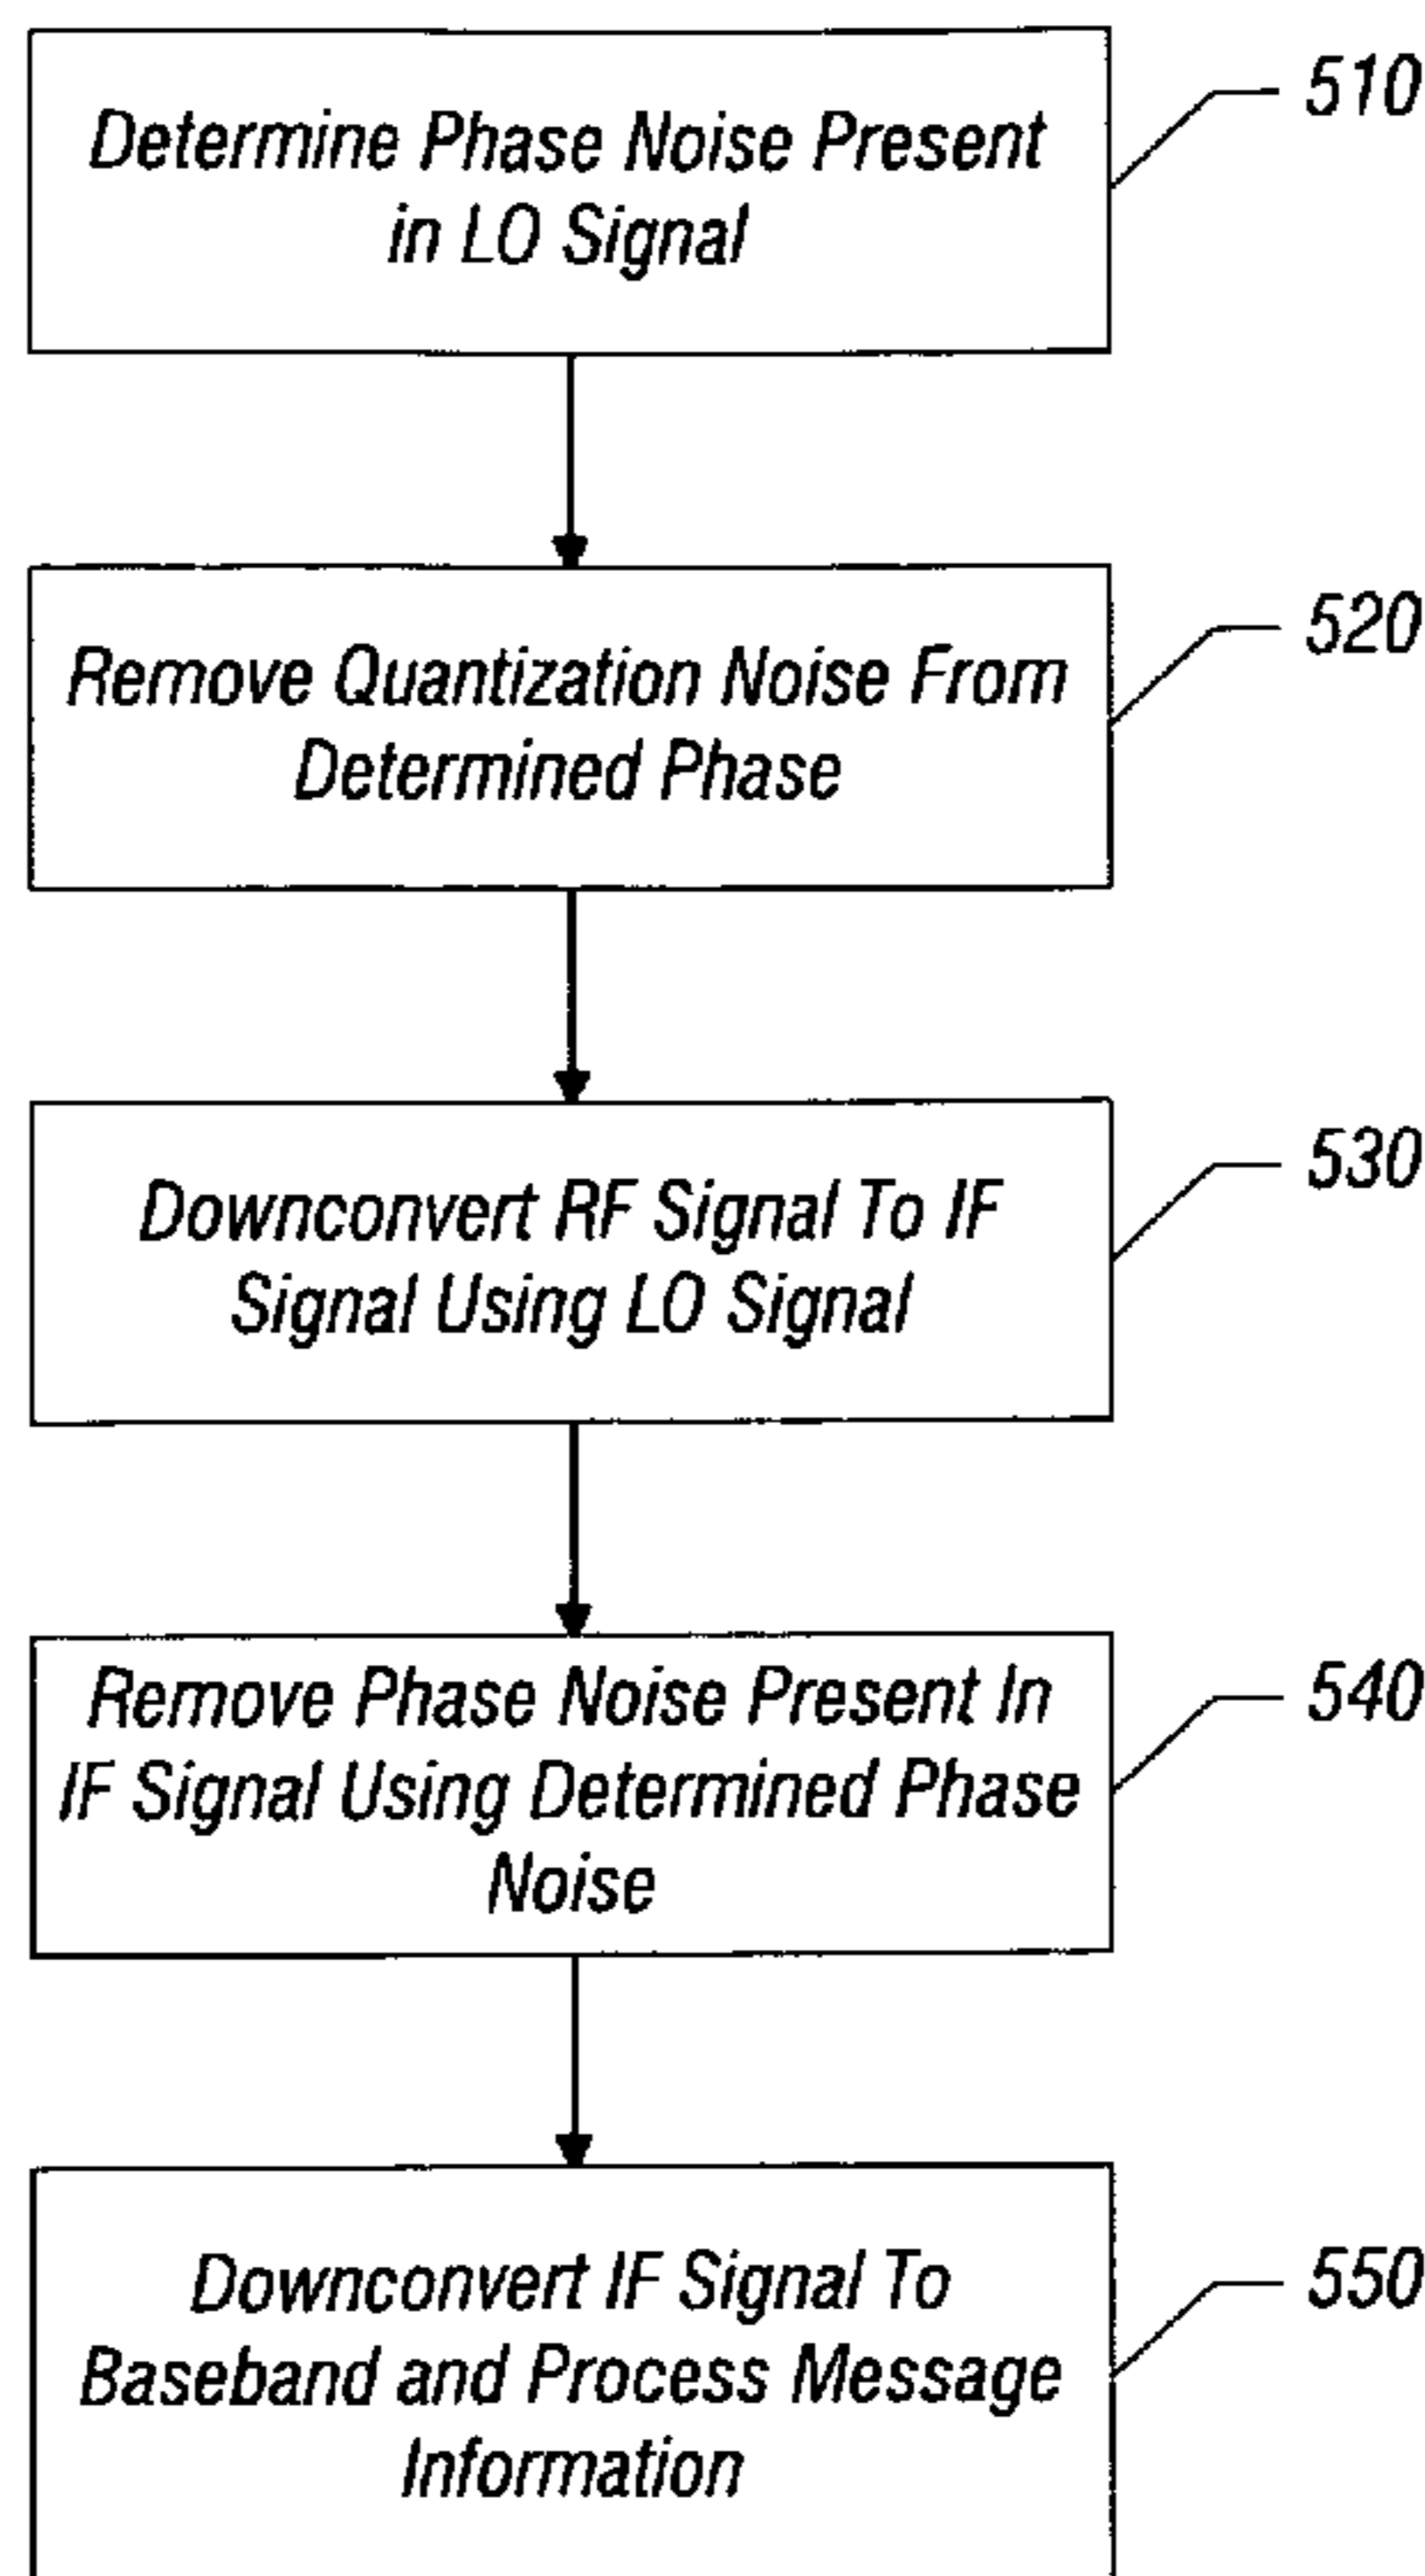 Determine Phase Noise Present
in LO Signal
510
Remove Quantization Noise From
Determined Phase
520
Downconvert RF Signal To IF
Signal Using LO Signal
530
Remove Phase Noise Present In
IF Signal Using Determined Phase
Noise
540
Downconvert IF Signal To
Baseband and Process Message
Information
550